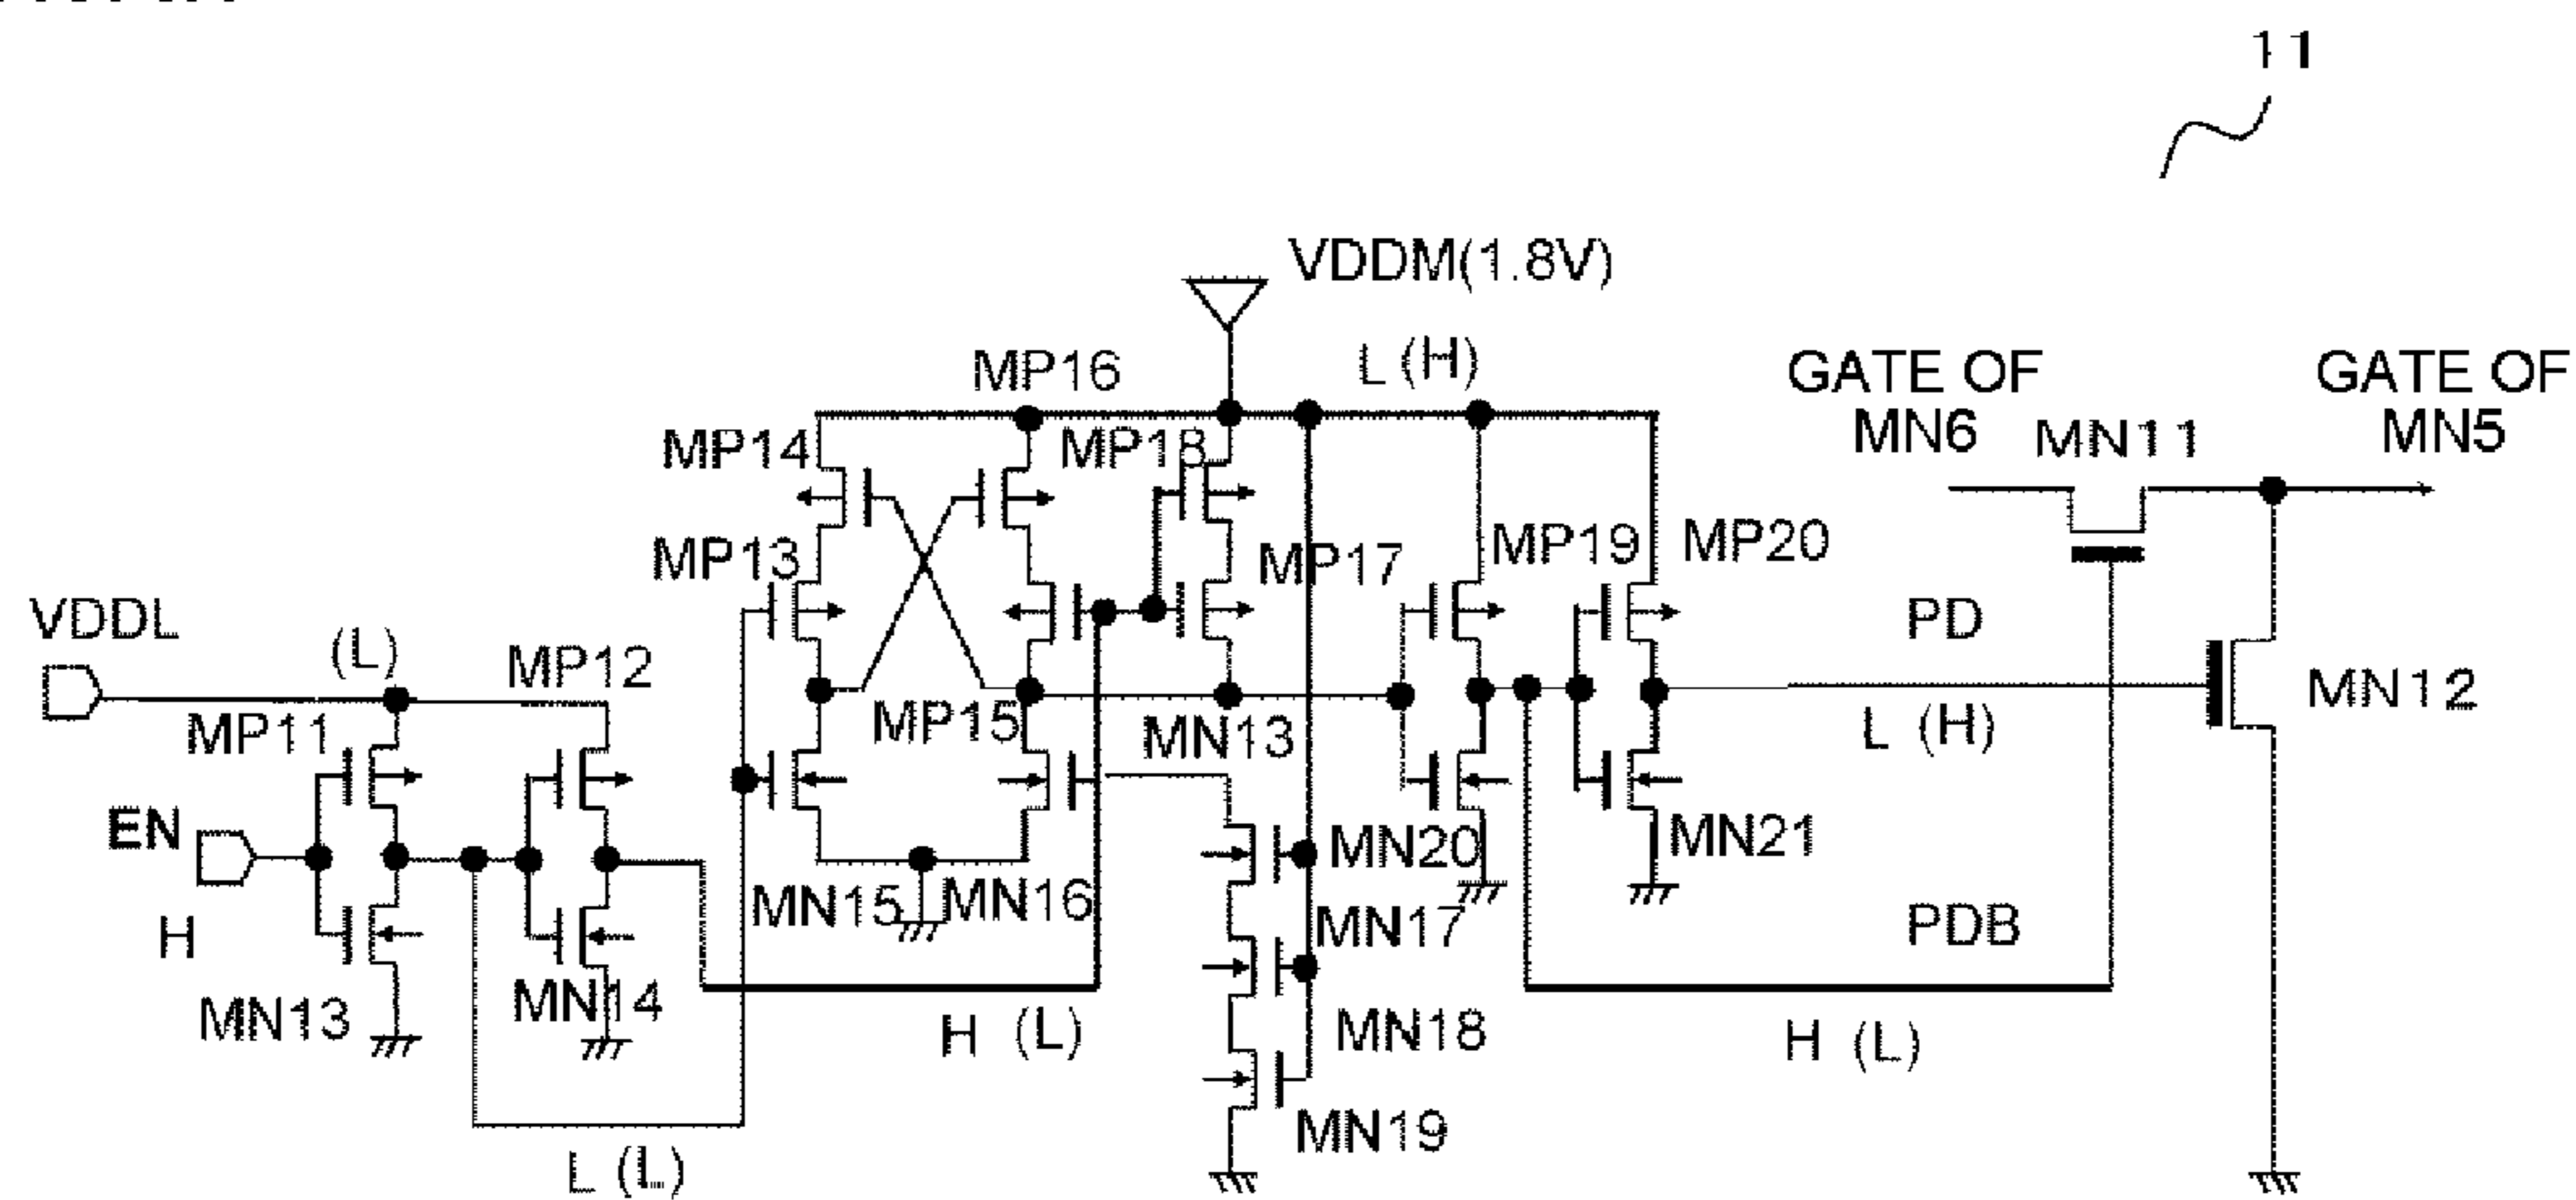 11
VDDM(1.8V)
L (H)
MP16
GATE OF
MN6
GATE OF
MN5
MN11
MP14
MP18
MP13
MP17
MP19
MP20
VDDL
(L)
MP12
PD
MP11
MP15
MN13
L (H)
MN12
EN
H
MN15
MN16
MN20
MN21
MN17
PDB
MN13
MN14
H (L)
MN18
H (L)
MN19
L (L)